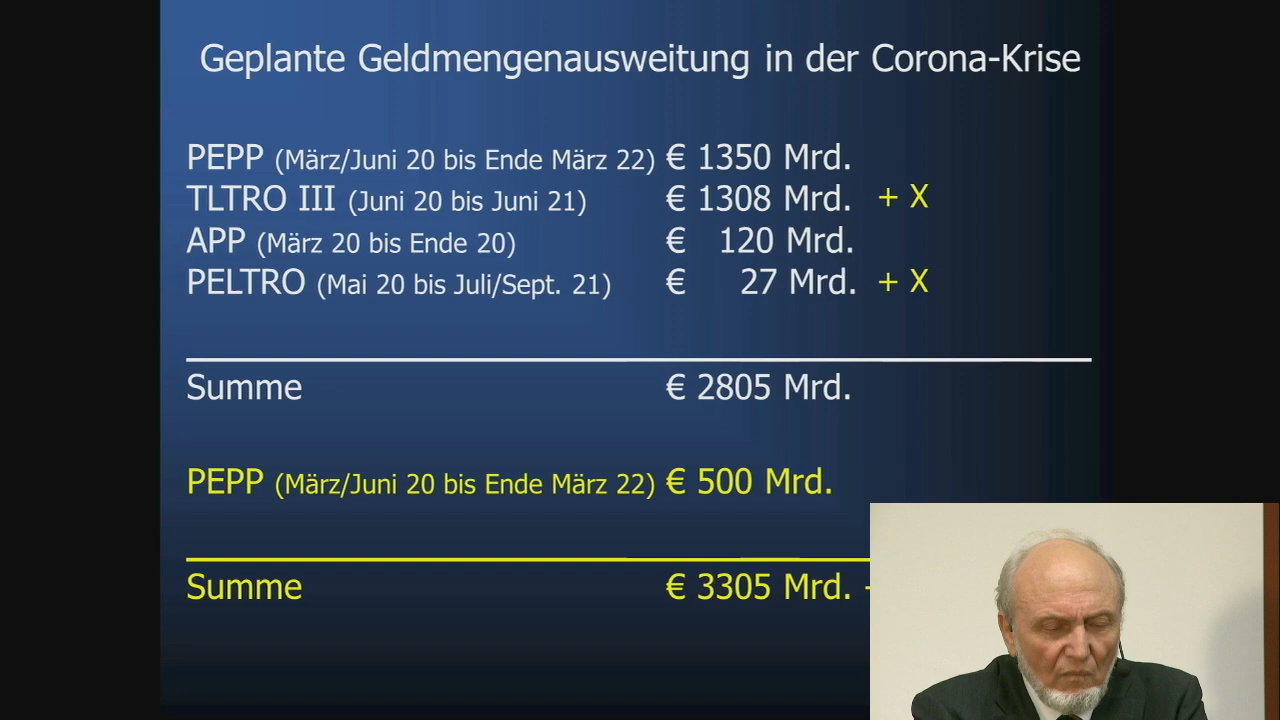 Geplante Geldmengenausweitung in der Corona-Krise
PEPP (März/Juni 20 bis Ende März 22) € 1350 Mrd.
TLTRO III (Juni 20 bis Juni 21) € 1308 Mrd. + X
APP (März 20 bis Ende 20) € 120 Mrd.
PELTRO (Mai 20 bis Juli/Sept. 21) € 27 Mrd. + X
Summe € 2805 Mrd.
PEPP (März/Juni 20 bis Ende März 22) € 500 Mrd.
Summe € 3305 Mrd.